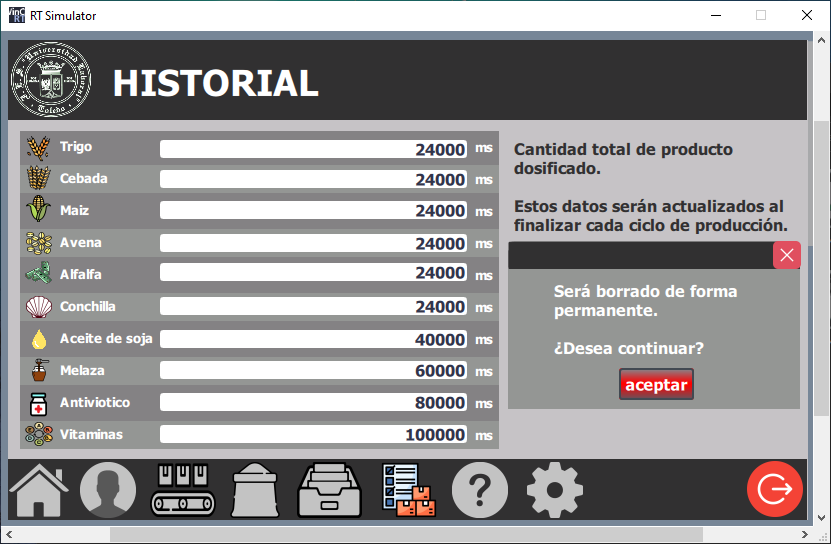 WinC RT
RT Simulator
HISTORIAL
Trigo 24000 ms
Cebada 24000 ms
Maiz 24000 ms
Avena 24000 ms
Alfalfa 24000 ms
Conchilla 24000 ms
Aceite de soja 40000 ms
Melaza 60000 ms
Antiviotico 80000 ms
Vitaminas 100000 ms
Cantidad total de producto
dosificado.
Estos datos serán actualizados al
finalizar cada ciclo de producción.
Será borrado de forma
permanente.
¿Desea continuar?
aceptar
?